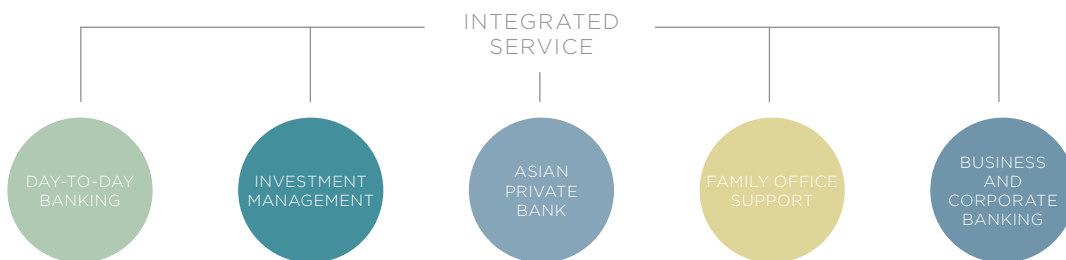 INTEGRATED
SERVICE
DAY-TO-DAY
BANKING
INVESTMENT
MANAGEMENT
ASIAN
PRIVATE
BANK
FAMILY OFFICE
SUPPORT
BUSINESS
AND
CORPORATE
BANKING